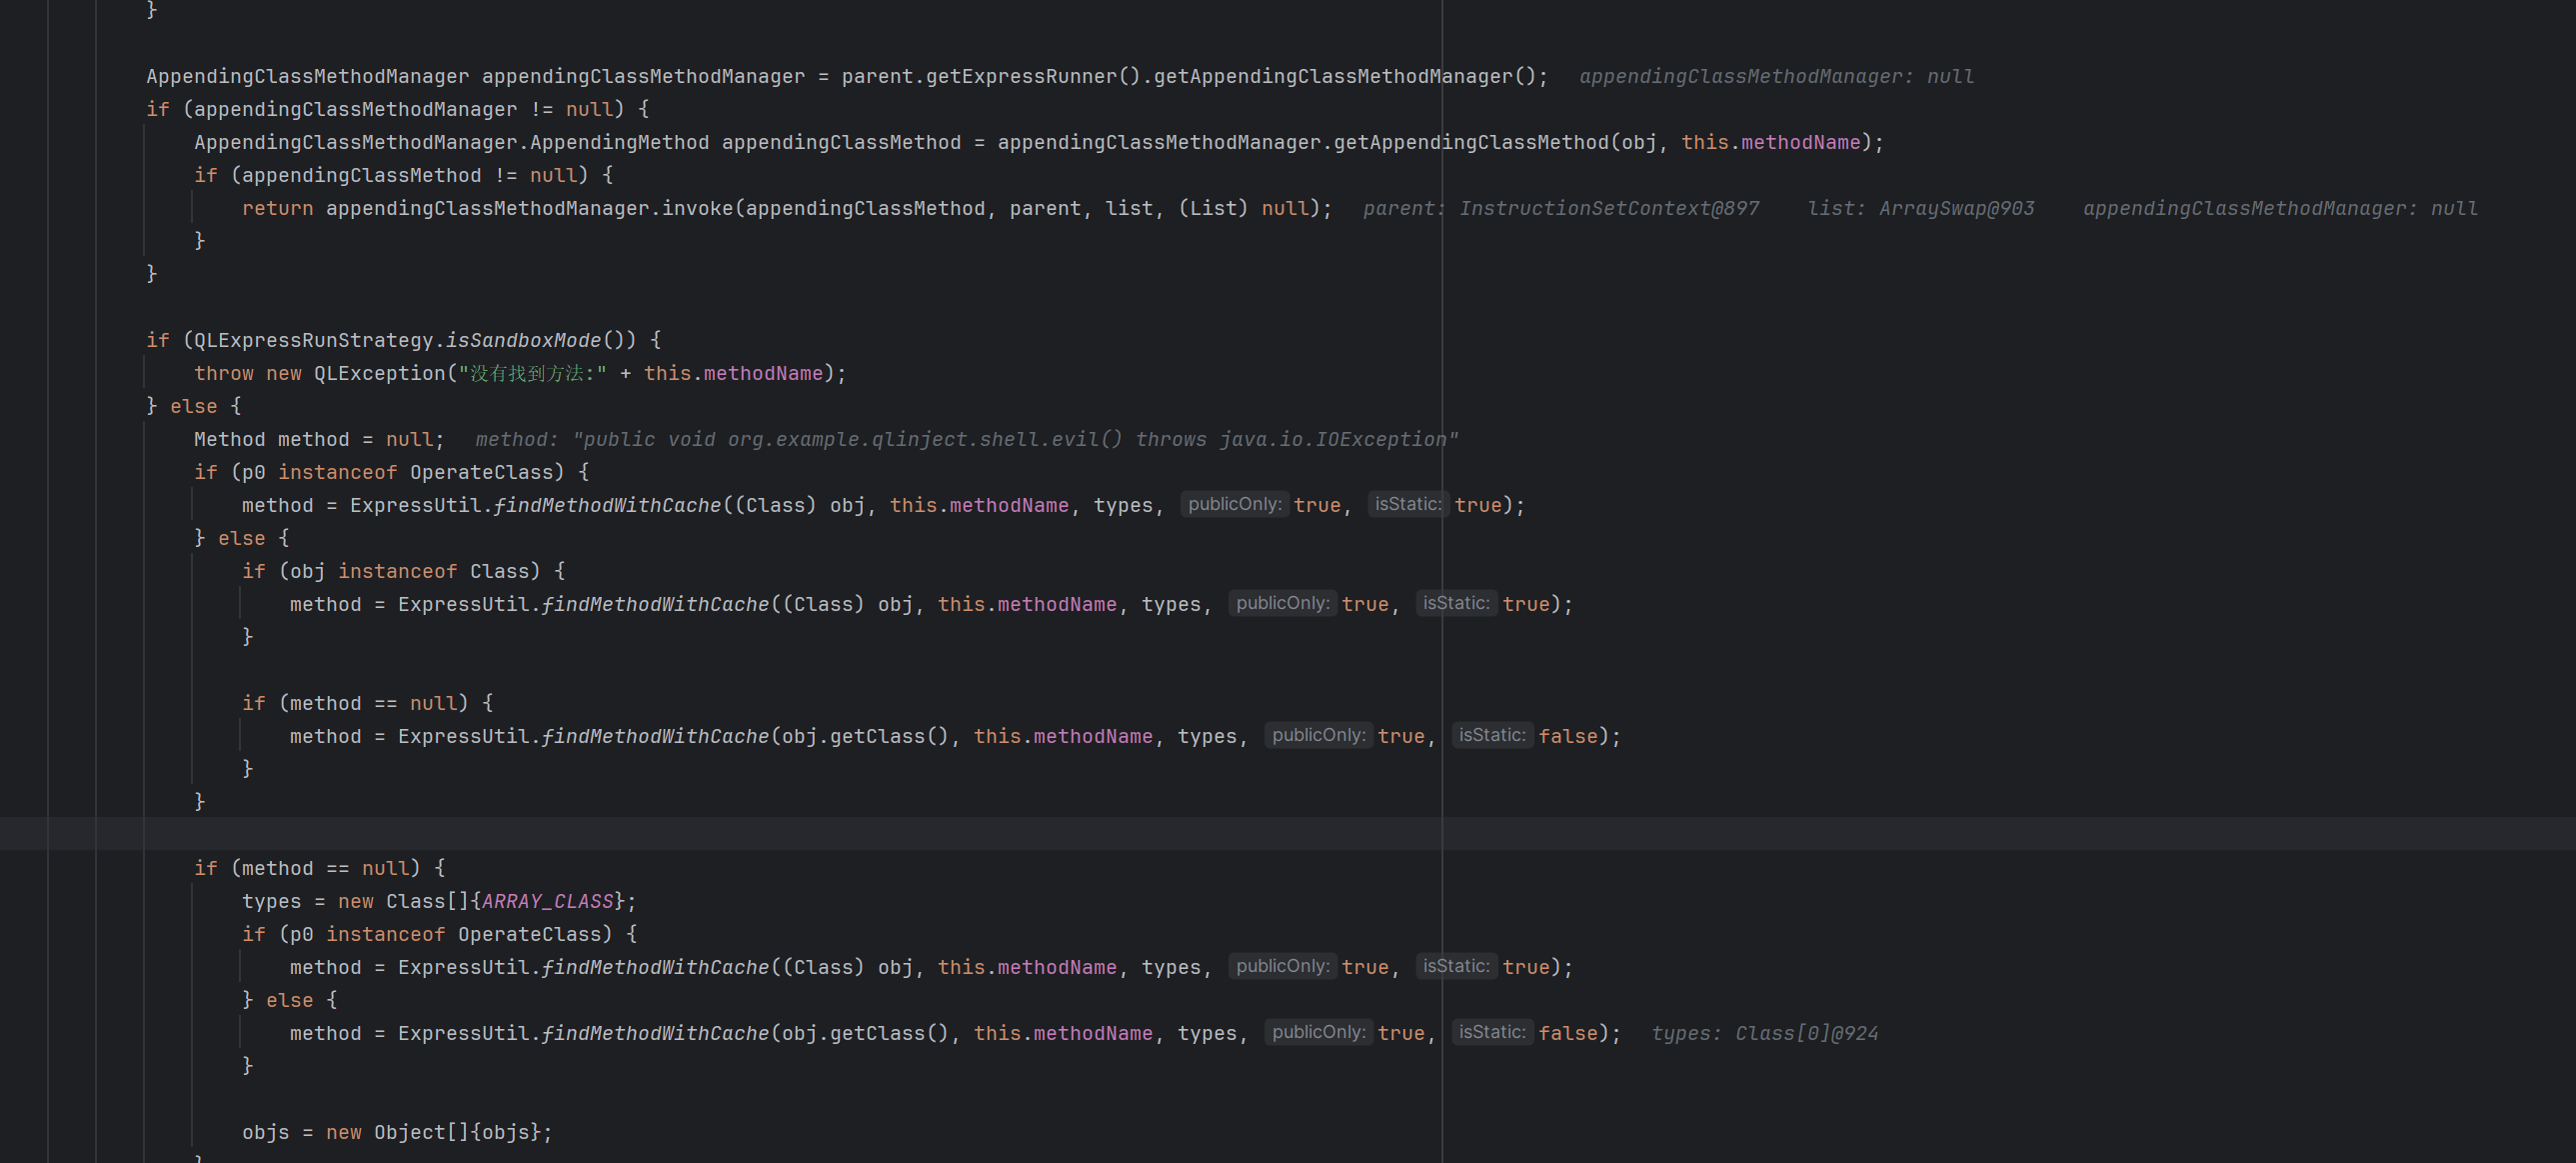 }
AppendingClassMethodManager appendingClassMethodManager = parent.getExpressRunner().getAppendingClassMethodManager(); appendingClassMethodManager: null
if (appendingClassMethodManager != null) {
AppendingClassMethodManager.AppendingMethod appendingClassMethod = appendingClassMethodManager.getAppendingClassMethod(obj, this.methodName);
if (appendingClassMethod != null) {
return appendingClassMethodManager.invoke(appendingClassMethod, parent, list, (List) null); parent: InstructionSetContext@897 list: ArraySwap@903 appendingClassMethodManager: null
}
}
if (QLExpressRunStrategy.isSandboxMode()) {
throw new QLException("没有找到方法:" + this.methodName);
} else {
Method method = null; method: "public void org.example.qlinject.shell.evil() throws java.io.IOException"
if (p0 instanceof OperateClass) {
method = ExpressUtil.findMethodWithCache((Class) obj, this.methodName, types, publicOnly: true, isStatic: true);
} else {
if (obj instanceof Class) {
method = ExpressUtil.findMethodWithCache((Class) obj, this.methodName, types, publicOnly: true, isStatic: true);
}
if (method == null) {
method = ExpressUtil.findMethodWithCache(obj.getClass(), this.methodName, types, publicOnly: true, isStatic: false);
}
}
if (method == null) {
types = new Class[]{ARRAY_CLASS};
if (p0 instanceof OperateClass) {
method = ExpressUtil.findMethodWithCache((Class) obj, this.methodName, types, publicOnly: true, isStatic: true);
} else {
method = ExpressUtil.findMethodWithCache(obj.getClass(), this.methodName, types, publicOnly: true, isStatic: false); types: Class[0]@924
}
objs = new Object[]{objs};
}